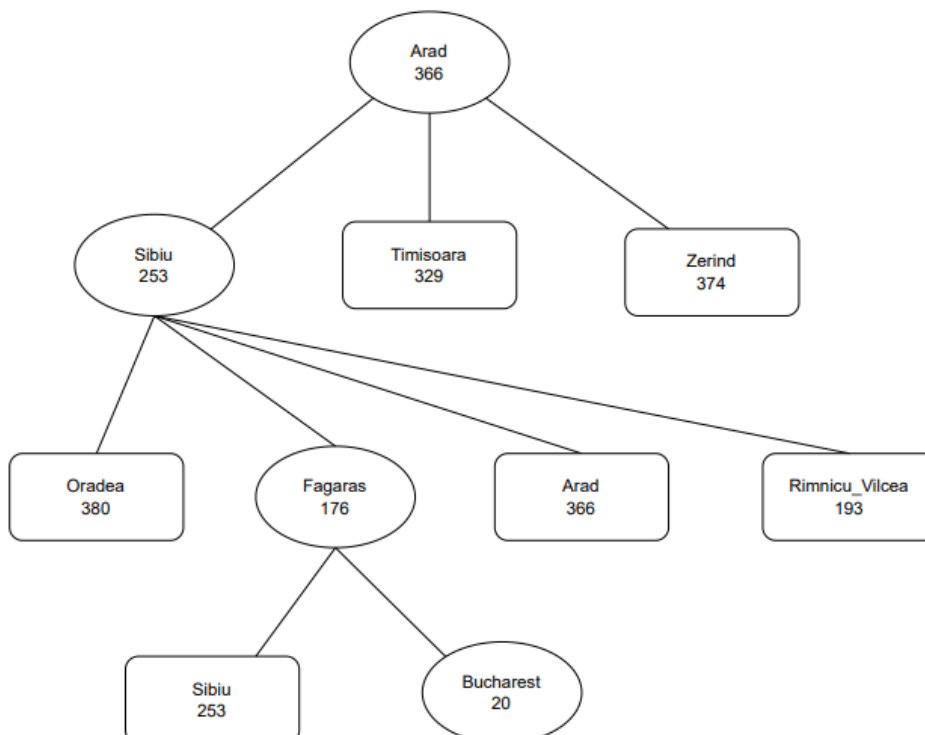 Arad
366
Sibiu
253
Timisoara
329
Zerind
374
Oradea
380
Fagaras
176
Arad
366
Rimnicu_Vilcea
193
Sibiu
253
Bucharest
20